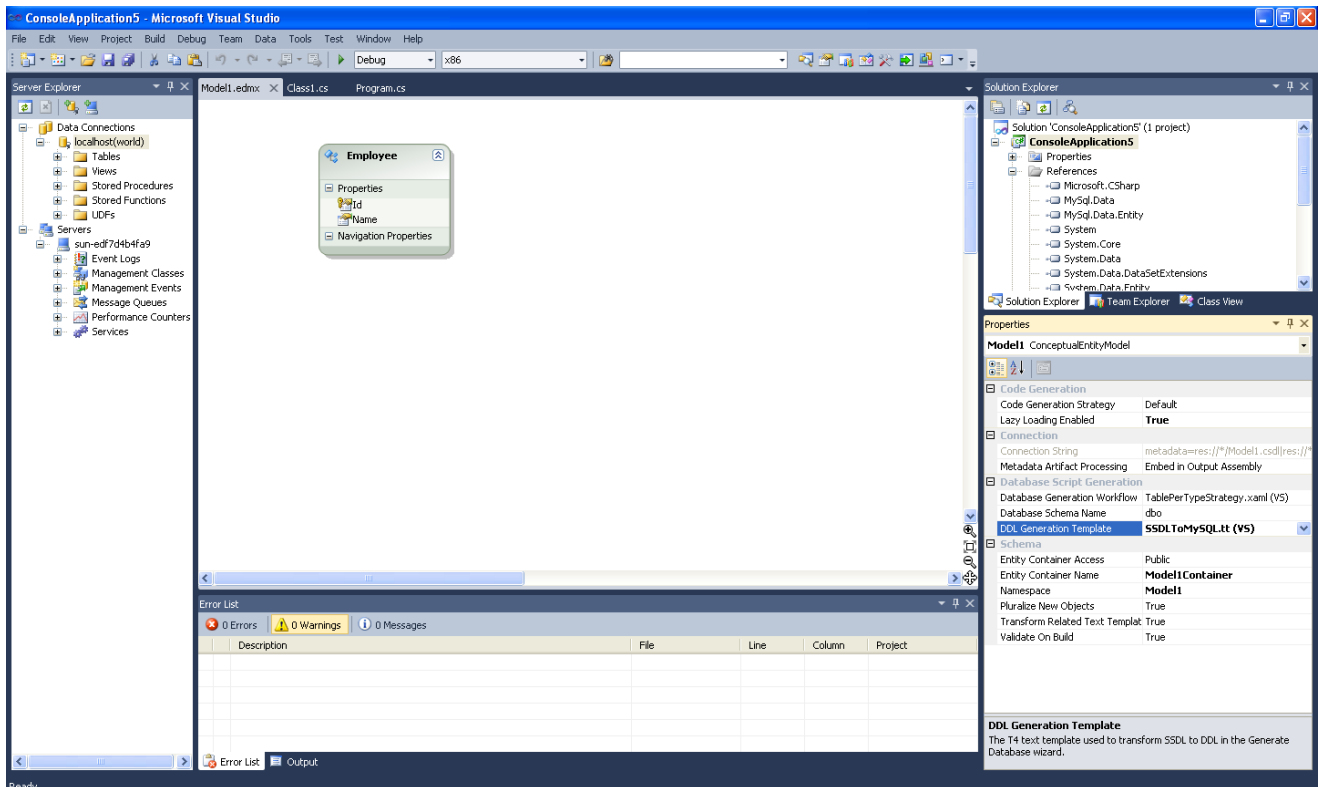 ConsoleApplication5 - Microsoft Visual Studio
File Edit View Project Build Debug Team Data Tools Test Window Help
Debug x86
Server Explorer
Data Connections
localhost(world)
Tables
Views
Stored Procedures
Stored Functions
UDFs
Servers
sun-edf7d4b4fa9
Event Logs
Management Classes
Management Events
Message Queues
Performance Counters
Services
Model1.edmx Class1.cs Program.cs
Employee
Properties
Id
Name
Navigation Properties
Error List
0 Errors 0 Warnings 0 Messages
Description File Line Column Project
Error List Output
Solution Explorer
Solution 'ConsoleApplication5' (1 project)
ConsoleApplication5
Properties
References
Microsoft.CSharp
MySql.Data
MySql.Data.Entity
System
System.Core
System.Data
System.Data.DataSetExtensions
System.Data.Entity
Solution Explorer Team Explorer Class View
Properties
Model1 ConceptualEntityModel
Code Generation
Code Generation Strategy Default
Lazy Loading Enabled True
Connection
Connection String metadata=res://*/Model1.csdl|res://*
Metadata Artifact Processing Embed in Output Assembly
Database Script Generation
Database Generation Workflow TablePerTypeStrategy.xaml (VS)
Database Schema Name dbo
DDL Generation Template SSDLToMySQL.tt (VS)
Schema
Entity Container Access Public
Entity Container Name Model1Container
Namespace Model1
Pluralize New Objects True
Transform Related Text Templat True
Validate On Build True
DDL Generation Template
The T4 text template used to transform SSDL to DDL in the Generate
Database wizard.
Ready